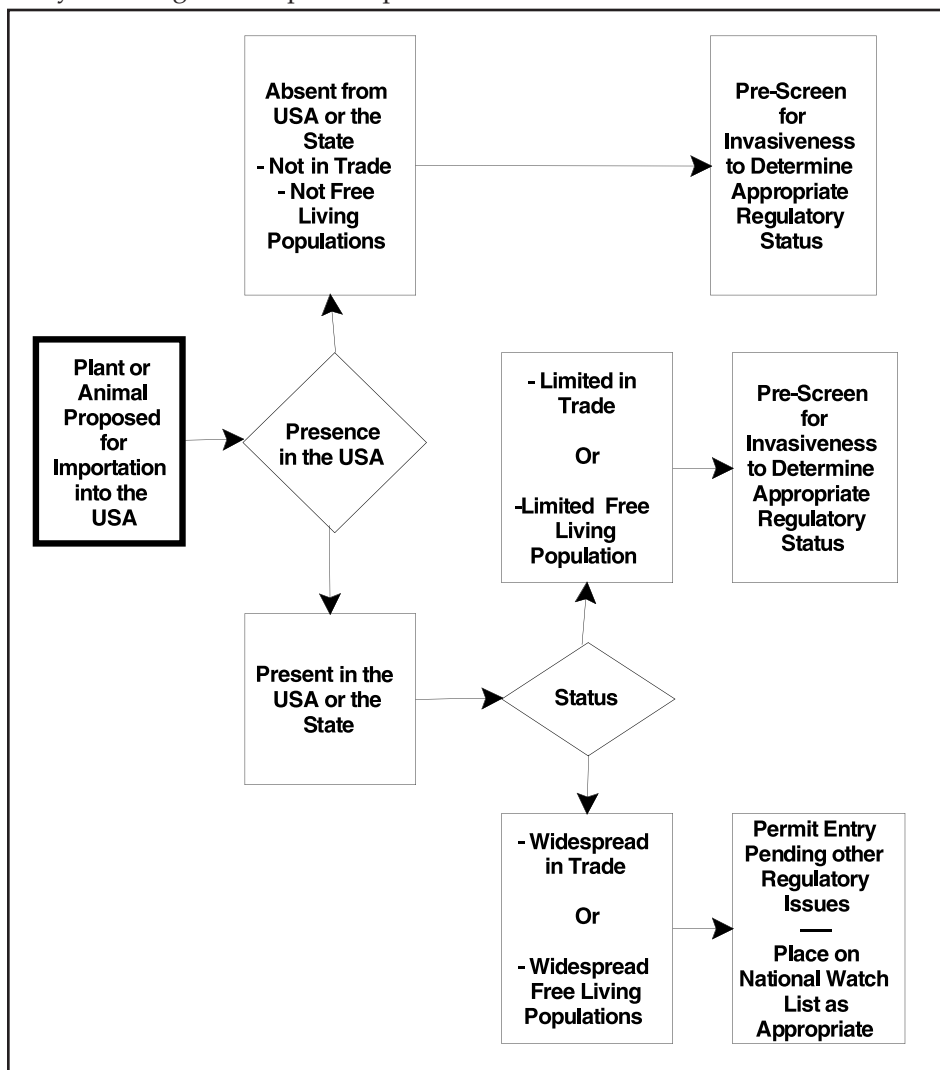 Absent from
USA or the
State
- Not in Trade
- Not Free
Living
Populations
Pre-Screen
for
Invasiveness
to Determine
Appropriate
Regulatory
Status
Plant or
Animal
Proposed
for
Importation
into the
USA
Presence
in the USA
- Limited in
Trade
Or
-Limited Free
Living
Population
Pre-Screen
for
Invasiveness
to Determine
Appropriate
Regulatory
Status
Present in the
USA or the
State
Status
- Widespread
in Trade
Or
- Widespread
Free Living
Populations
Permit Entry
Pending other
Regulatory
Issues
Place on
National Watch
List as
Appropriate